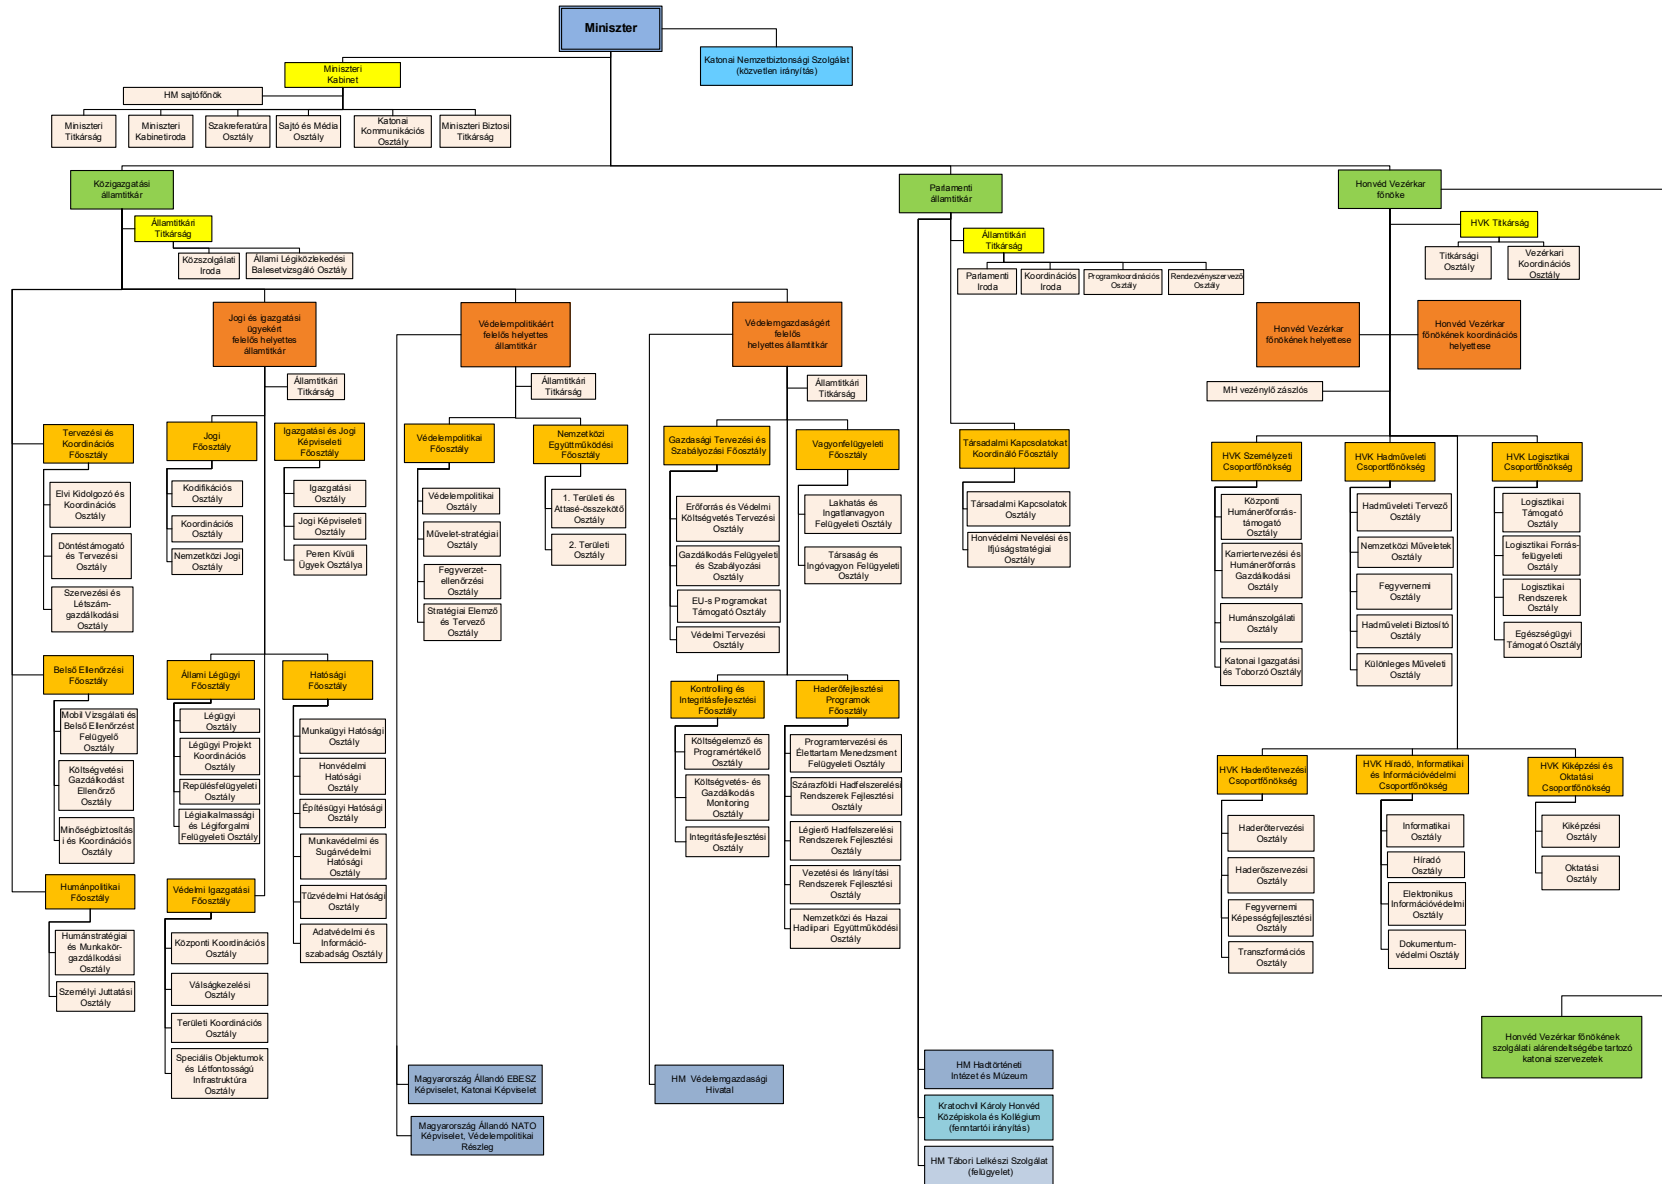 Miniszter
Katonai Nemzetbiztonsági Szolgálat
(közvetlen irányítás)
Miniszteri
Kabinet
HM sajtófőnök
Miniszteri
Titkárság
Miniszteri
Kabinetiroda
Szakreferatúra
Osztály
Sajtó és Média
Osztály
Katonai
Kommunikációs
Osztály
Miniszteri Biztosi
Titkárság
Közigazgatási
államtitkár
Államtitkári
Titkárság
Közszolgálati
Iroda
Állami Légiközlekedési
Balesetvizsgáló Osztály
Parlamenti
államtitkár
Államtitkári
Titkárság
Parlamenti
Iroda
Koordinációs
Iroda
Programkoordinációs
Osztály
Rendezvényszervező
Osztály
Honvéd Vezérkar
főnöke
HVK Titkárság
Titkársági
Osztály
Vezérkari
Koordinációs
Osztály
Jogi és igazgatási
ügyekért
felelős helyettes
államtitkár
Államtitkári
Titkárság
Védelempolitikáért
felelős helyettes
államtitkár
Államtitkári
Titkárság
Védelemgazdaságért
felelős
helyettes államtitkár
Államtitkári
Titkárság
Honvéd Vezérkar
főnökének helyettese
Honvéd Vezérkar
főnökének koordinációs
helyettese
MH vezénylő zászlós
Tervezési és
Koordinációs
Főosztály
Elvi Kidolgozó és
Koordinációs
Osztály
Döntéstámogató
és Tervezési
Osztály
Szervezési és
Létszám-
gazdálkodási
Osztály
Jogi
Főosztály
Kodifikációs
Osztály
Koordinációs
Osztály
Nemzetközi Jogi
Osztály
Igazgatási és Jogi
Képviseleti
Főosztály
Igazgatási
Osztály
Jogi Képviseleti
Osztály
Peren Kívüli
Ügyek Osztálya
Védelempolitikai
Főosztály
Védelempolitikai
Osztály
Művelet-stratégiai
Osztály
Fegyverzet-
ellenőrzési
Osztály
Stratégiai Elemző
és Tervező
Osztály
Nemzetközi
Együttműködési
Főosztály
1. Területi és
Attasé-összekötő
Osztály
2. Területi
Osztály
Gazdasági Tervezési és
Szabályozási Főosztály
Erőforrás és Védelmi
Költségvetés Tervezési
Osztály
Gazdálkodás Felügyeleti
és Szabályozási
Osztály
EU-s Programokat
Támogató Osztály
Védelmi Tervezési
Osztály
Vagyonfelügyeleti
Főosztály
Lakhatás és
Ingatlanvagyon
Felügyeleti Osztály
Társaság és
Ingóvagyon Felügyeleti
Osztály
Társadalmi Kapcsolatokat
Koordináló Főosztály
Társadalmi Kapcsolatok
Osztály
Honvédelmi Nevelési és
Ifjúságstratégiai
Osztály
HVK Személyzeti
Csoportfőnökség
Központi
Humánerőforrás-
támogató
Osztály
Karriertervezési és
Humánerőforrás
Gazdálkodási
Osztály
Humánszolgálati
Osztály
Katonai Igazgatási
és Toborzó Osztály
HVK Hadműveleti
Csoportfőnökség
Hadműveleti Tervező
Osztály
Nemzetközi Műveletek
Osztály
Fegyvernemi
Osztály
Hadműveleti Biztosító
Osztály
Különleges Műveleti
Osztály
HVK Logisztikai
Csoportfőnökség
Logisztikai
Támogató
Osztály
Logisztikai Forrás-
felügyeleti
Osztály
Logisztikai
Rendszerek
Osztály
Egészségügyi
Támogató Osztály
Belső Ellenőrzési
Főosztály
Mobil Vizsgálati és
Belső Ellenőrzést
Felügyelő
Osztály
Költségvetési
Gazdálkodást
Ellenőrző
Osztály
Minőségbiztosítás
i és Koordinációs
Osztály
Állami Légügyi
Főosztály
Légügyi
Osztály
Légügyi Projekt
Koordinációs
Osztály
Repülésfelügyeleti
Osztály
Légialkalmassági
és Légiforgalmi
Felügyeleti Osztály
Hatósági
Főosztály
Munkaügyi Hatósági
Osztály
Honvédelmi
Hatósági
Osztály
Építésügyi Hatósági
Osztály
Munkavédelmi és
Sugárvédelmi
Hatósági
Osztály
Tűzvédelmi Hatósági
Osztály
Adatvédelmi és
Információ-
szabadság Osztály
Kontrolling és
Integritásfejlesztési
Főosztály
Költségelemző és
Programértékelő
Osztály
Költségvetés- és
Gazdálkodás
Monitoring
Osztály
Integritásfejlesztési
Osztály
Haderőfejlesztési
Programok
Főosztály
Programtervezési és
Élettartam Menedzsment
Felügyeleti Osztály
Szárazföldi Hadfelszerelési
Rendszerek Fejlesztési
Osztály
Légierő Hadfelszerelési
Rendszerek Fejlesztési
Osztály
Vezetési és Irányítási
Rendszerek Fejlesztési
Osztály
Nemzetközi és Hazai
Hadiipari Együttműködési
Osztály
HVK Haderőtervezési
Csoportfőnökség
Haderőtervezési
Osztály
Haderőszervezési
Osztály
Fegyvernemi
Képességfejlesztési
Osztály
Transzformációs
Osztály
HVK Híradó, Informatikai
és Információvédelmi
Csoportfőnökség
Informatikai
Osztály
Híradó
Osztály
Elektronikus
Információvédelmi
Osztály
Dokumentum-
védelmi Osztály
HVK Kiképzési és
Oktatási
Csoportfőnökség
Kiképzési
Osztály
Oktatási
Osztály
Humánpolitikai
Főosztály
Humánstratégiai
és Munkakör-
gazdálkodási
Osztály
Személyi Juttatási
Osztály
Védelmi Igazgatási
Főosztály
Központi Koordinációs
Osztály
Válságkezelési
Osztály
Területi Koordinációs
Osztály
Speciális Objektumok
és Létfontosságú
Infrastruktúra
Osztály
Magyarország Állandó EBESZ
Képviselet, Katonai Képviselet
Magyarország Állandó NATO
Képviselet, Védelempolitikai
Részleg
HM Védelemgazdasági
Hivatal
HM Hadtörténeti
Intézet és Múzeum
Kratochvil Károly Honvéd
Középiskola és Kollégium
(fenntartói irányítás)
HM Tábori Lelkészi Szolgálat
(felügyelet)
Honvéd Vezérkar főnökének
szolgálati alárendeltségébe tartozó
katonai szervezetek